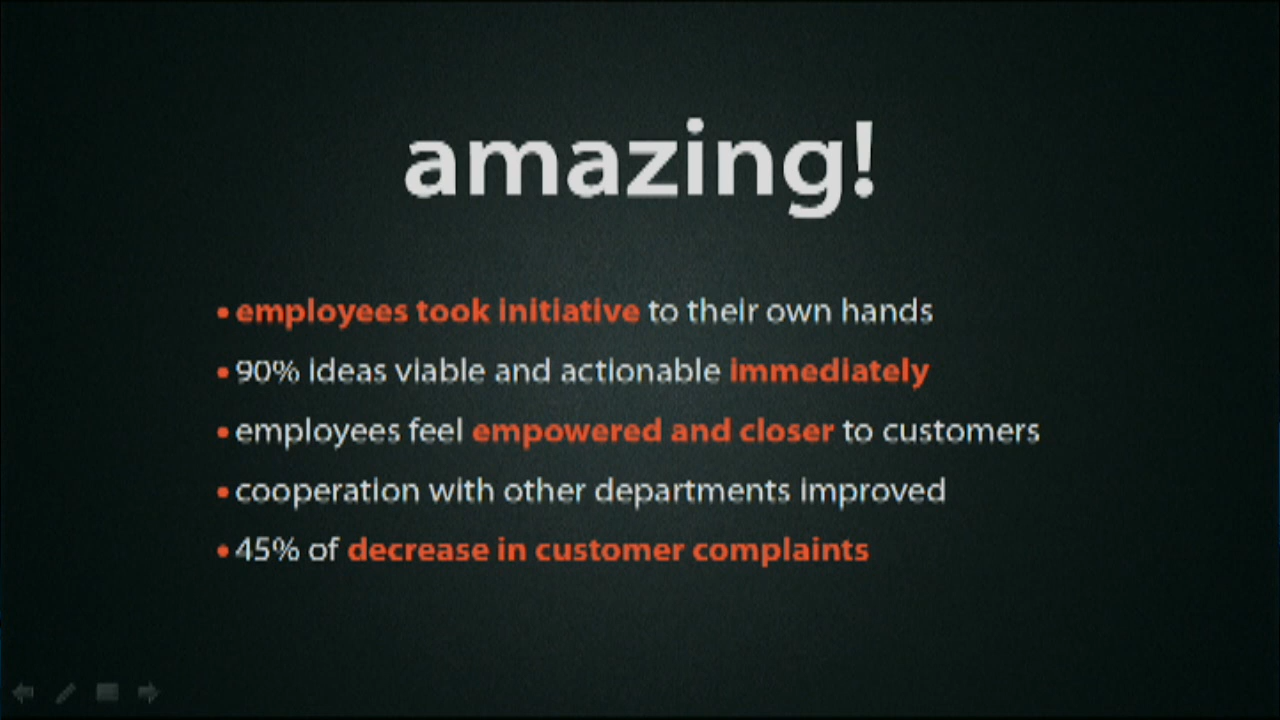 amazing!
• employees took initiative to their own hands
• 90% ideas viable and actionable immediately
• employees feel empowered and closer to customers
• cooperation with other departments improved
• 45% of decrease in customer complaints